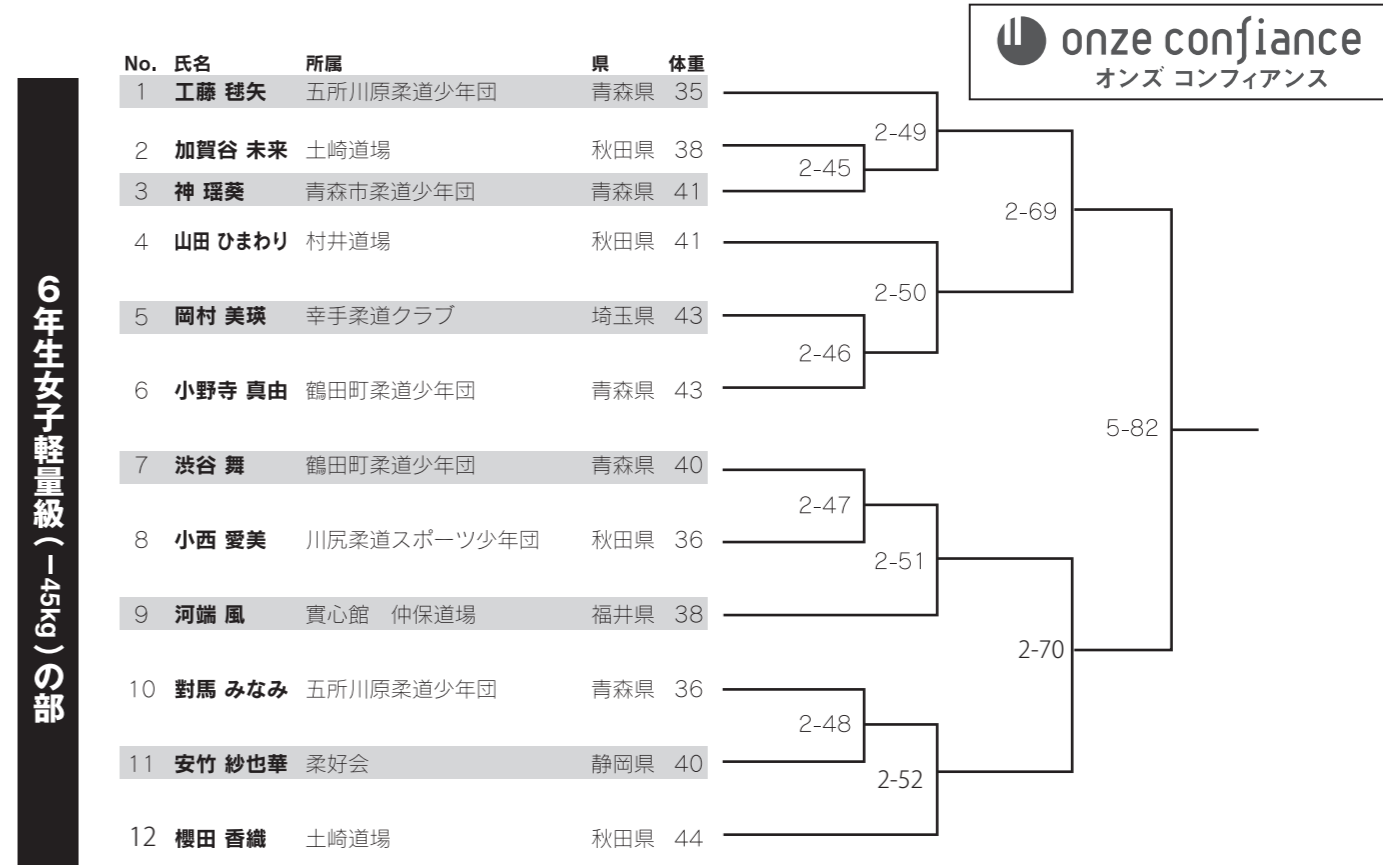 onze confiance
オンズ コンフィアンス
6年生女子軽量級(-45kg)の部
No. 氏名 所属 県 体重
1 工藤 毬矢 五所川原柔道少年団 青森県 35
2 加賀谷 未来 土崎道場 秋田県 38
3 神 瑶葵 青森市柔道少年団 青森県 41
4 山田 ひまわり 村井道場 秋田県 41
5 岡村 美瑛 幸手柔道クラブ 埼玉県 43
6 小野寺 真由 鶴田町柔道少年団 青森県 43
7 渋谷 舞 鶴田町柔道少年団 青森県 40
8 小西 愛美 川尻柔道スポーツ少年団 秋田県 36
9 河端 風 實心館 仲保道場 福井県 38
10 對馬 みなみ 五所川原柔道少年団 青森県 36
11 安竹 紗也華 柔好会 静岡県 40
12 櫻田 香織 土崎道場 秋田県 44
2-45
2-46
2-47
2-48
2-49
2-50
2-51
2-52
2-69
2-70
5-82